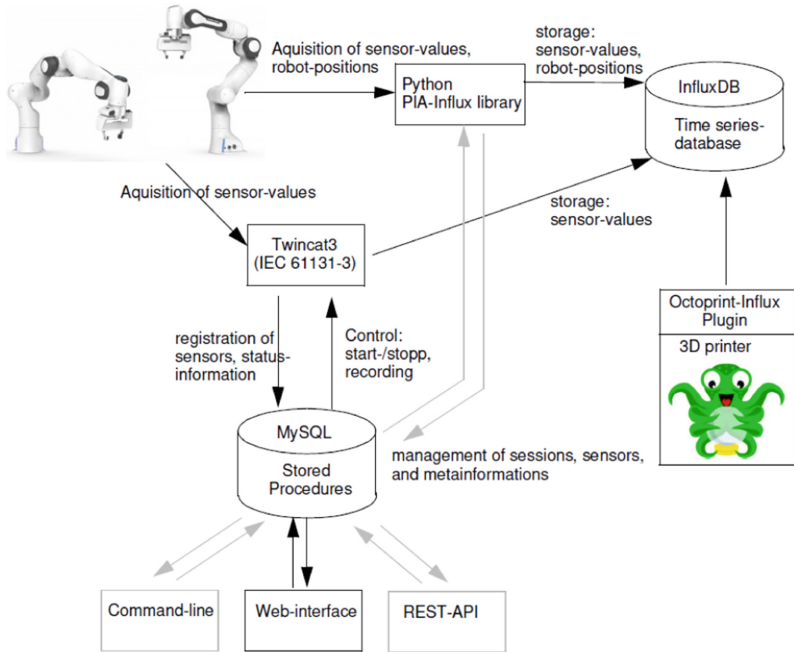 Aquisition of sensor-values,
robot-positions
storage:
sensor-values,
robot-positions
Python
PIA-Influx library
InfluxDB
Time series-
database
Aquisition of sensor-values
storage:
sensor-values
Twincat3
(IEC 61131-3)
Octoprint-Influx
Plugin
3D printer
registration of
sensors, status-
information
Control:
start-/stopp,
recording
MySQL
Stored
Procedures
management of sessions, sensors,
and metainformations
Command-line
Web-interface
REST-API